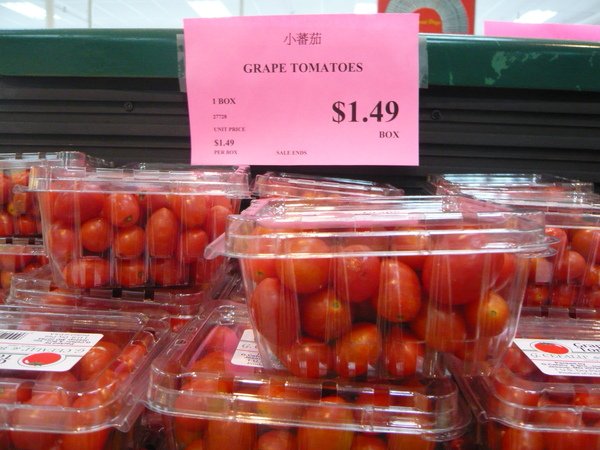 小蕃茄
GRAPE TOMATOES
1 BOX
27728
UNIT PRICE
$1.49
PER BOX
SALE ENDS
$1.49
BOX